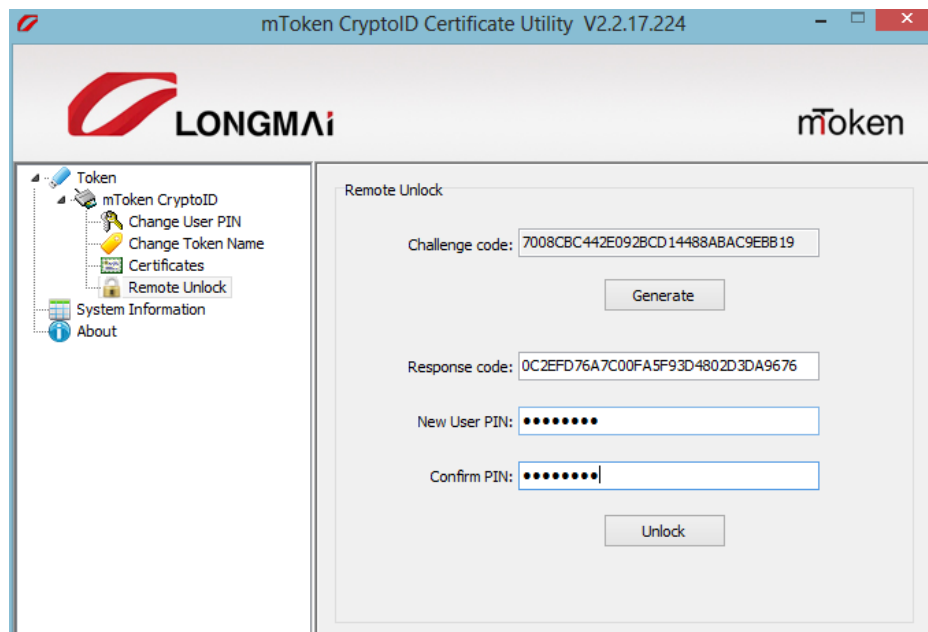 mToken CryptoID Certificate Utility V2.2.17.224
LONGMAi
mToken
Token
mToken CryptoID
Change User PIN
Change Token Name
Certificates
Remote Unlock
System Information
About
Remote Unlock
Challenge code: 7008CBC442E092BCD14488ABAC9EBB19
Generate
Response code: 0C2EFD76A7C00FA5F93D4802D3DA9676
New User PIN: ●●●●●●●●
Confirm PIN: ●●●●●●●●
Unlock